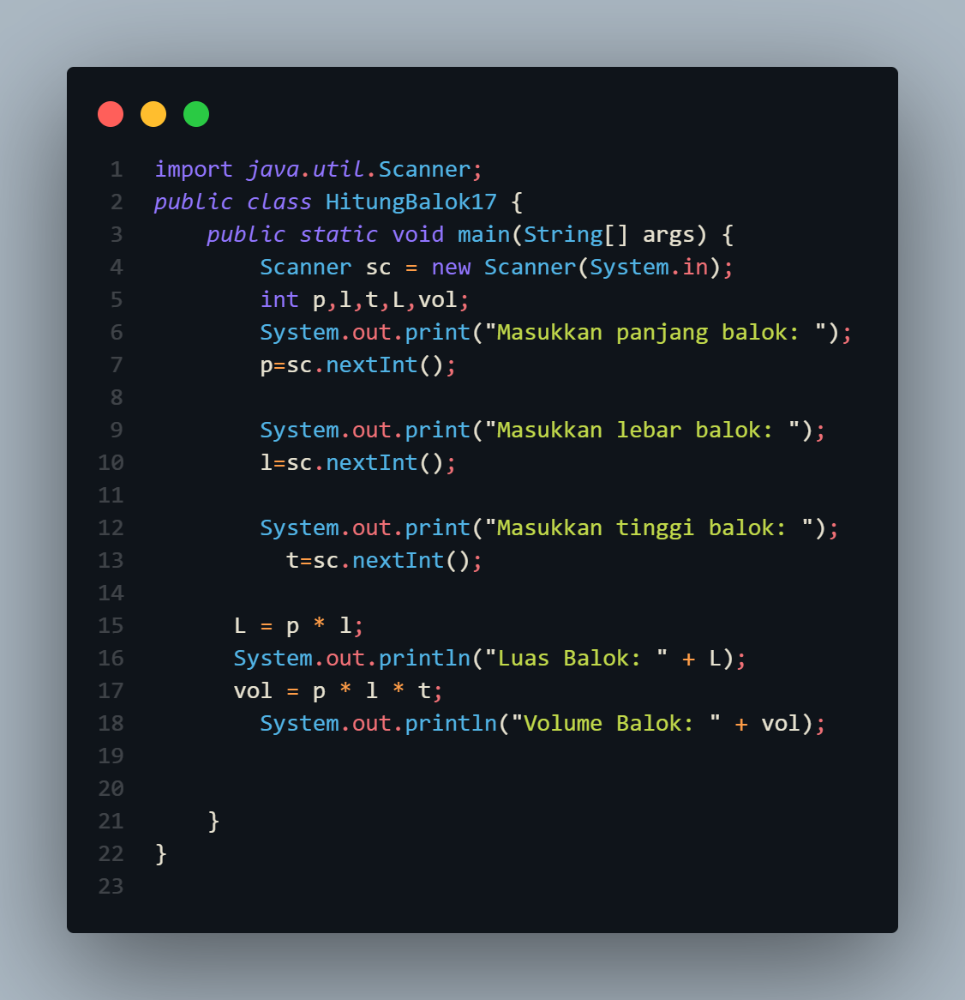 1 import java.util.Scanner;
2 public class HitungBalok17 {
3     public static void main(String[] args) {
4         Scanner sc = new Scanner(System.in);
5         int p,l,t,L,vol;
6         System.out.print("Masukkan panjang balok: ");
7         p=sc.nextInt();
8
9         System.out.print("Masukkan lebar balok: ");
10         l=sc.nextInt();
11
12         System.out.print("Masukkan tinggi balok: ");
13           t=sc.nextInt();
14
15       L = p * l;
16       System.out.println("Luas Balok: " + L);
17       vol = p * l * t;
18         System.out.println("Volume Balok: " + vol);
19
20
21     }
22 }
23